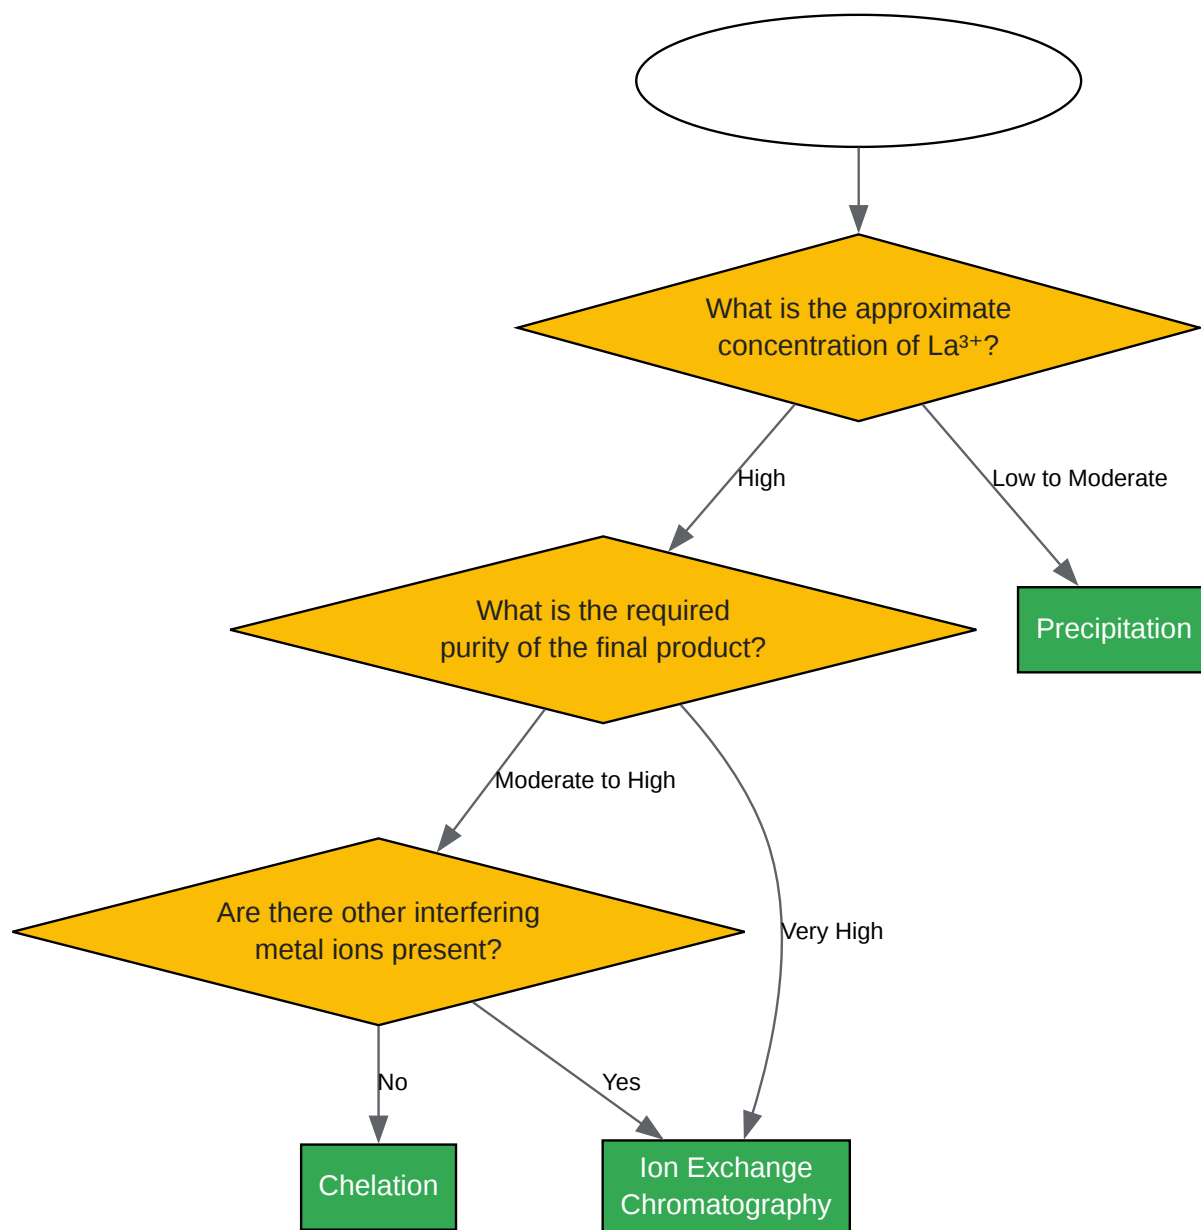 What is the approximate
concentration of La³⁺?
High
Low to Moderate
What is the required
purity of the final product?
Precipitation
Moderate to High
Are there other interfering
metal ions present?
Very High
No
Yes
Chelation
Ion Exchange
Chromatography